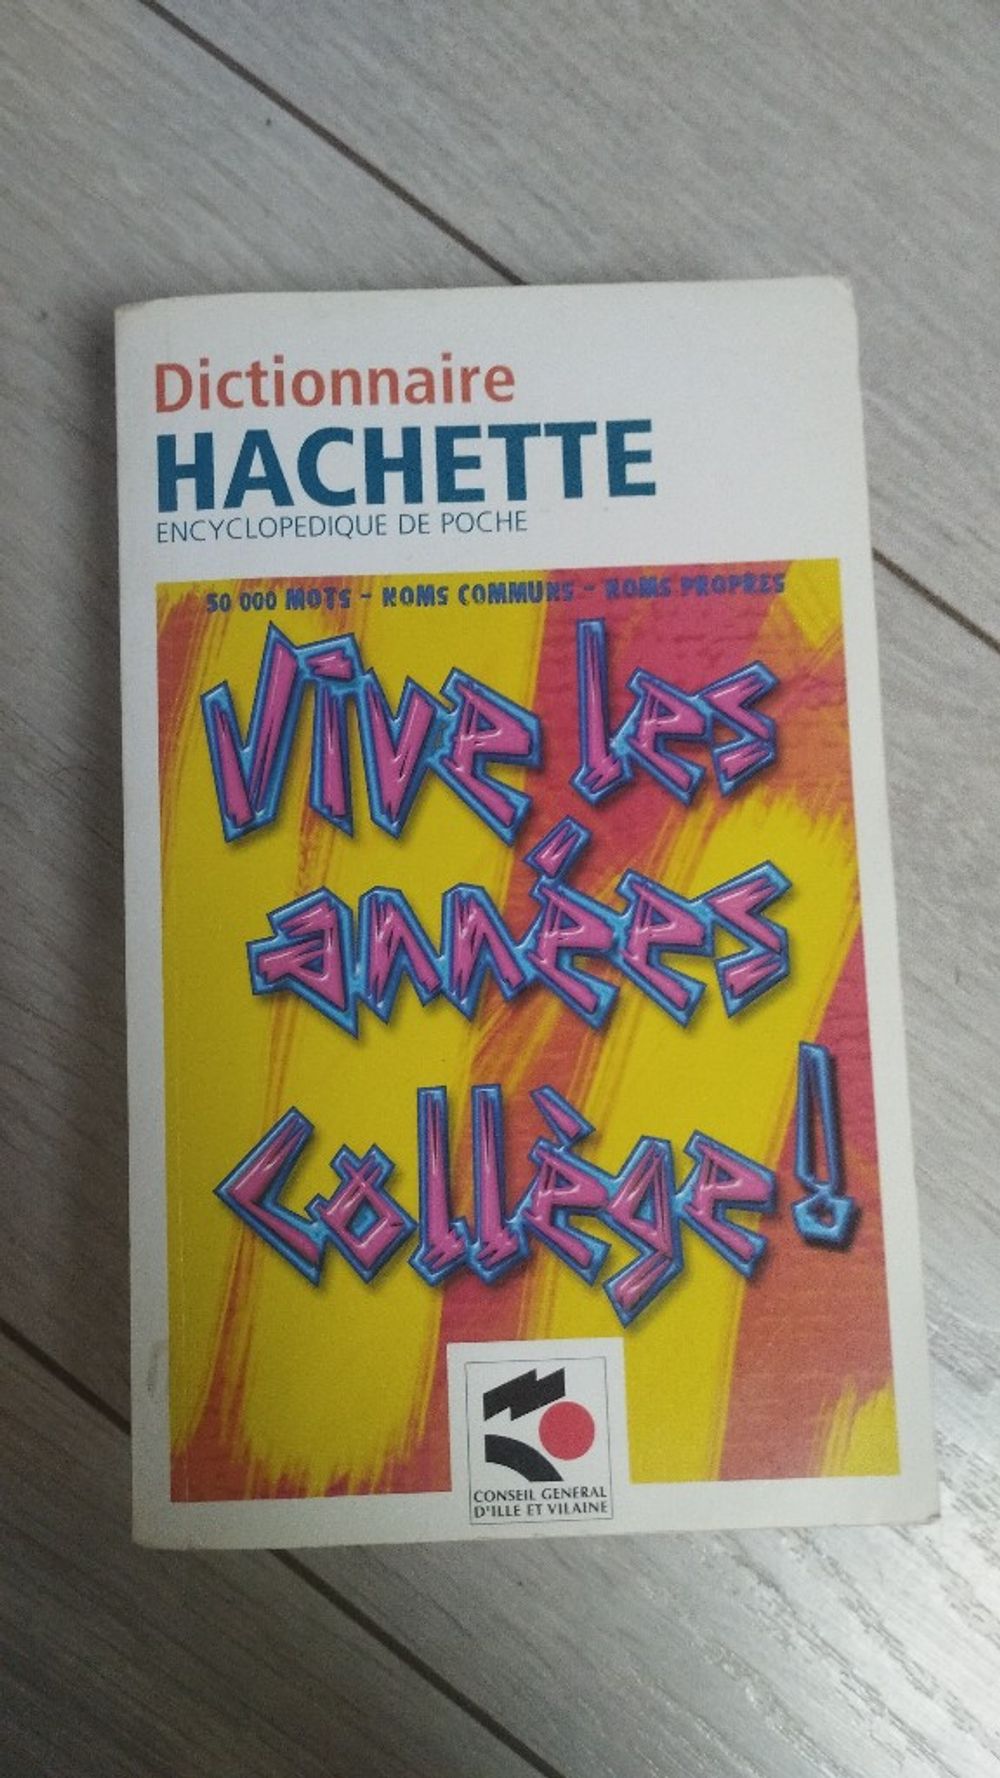 Dictionnaire
HACHETTE
ENCYCLOPEDIQUE DE POCHE
50 000 MOTS - NOMS COMMUNS - NOMS PROPRES
Vive les
années
collège!
CONSEIL GENERAL
D'ILLE ET VILAINE